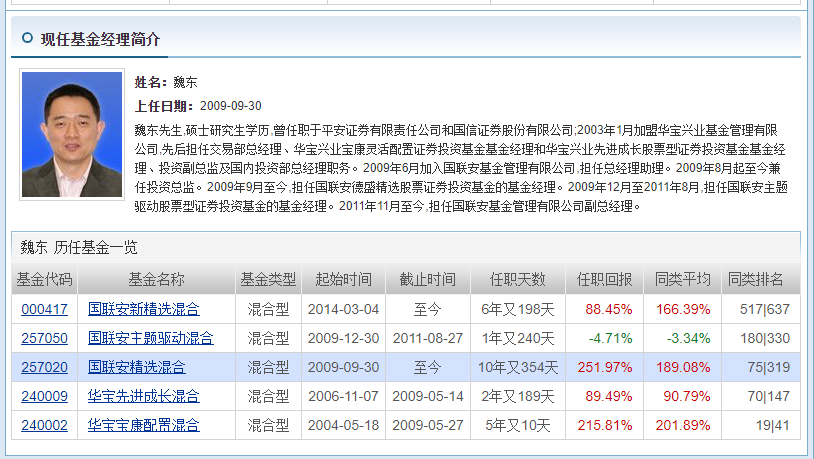 现任基金经理简介
姓名：魏东
上任日期：2009-09-30
魏东先生,硕士研究生学历,曾任职于平安证券有限责任公司和国信证券股份有限公司;2003年1月加盟华宝兴业基金管理有限
公司,先后担任交易部总经理、华宝兴业宝康灵活配置证券投资基金基金经理和华宝兴业先进成长股票型证券投资基金基金经
理、投资副总监及国内投资部总经理职务。2009年6月加入国联安基金管理有限公司,担任总经理助理。2009年8月起至今兼
任投资总监。2009年9月至今,担任国联安德盛精选股票证券投资基金的基金经理。2009年12月至2011年8月,担任国联安主题
驱动股票型证券投资基金的基金经理。2011年11月至今,担任国联安基金管理有限公司副总经理。
魏东 历任基金一览
基金代码 基金名称 基金类型 起始时间 截止时间 任职天数 任职回报 同类平均 同类排名
000417 国联安新精选混合 混合型 2014-03-04 至今 6年又198天 88.45% 166.39% 517|637
257050 国联安主题驱动混合 混合型 2009-12-30 2011-08-27 1年又240天 -4.71% -3.34% 180|330
257020 国联安精选混合 混合型 2009-09-30 至今 10年又354天 251.97% 189.08% 75|319
240009 华宝先进成长混合 混合型 2006-11-07 2009-05-14 2年又189天 89.49% 90.79% 70|147
240002 华宝宝康配置混合 混合型 2004-05-18 2009-05-27 5年又10天 215.81% 201.89% 19|41